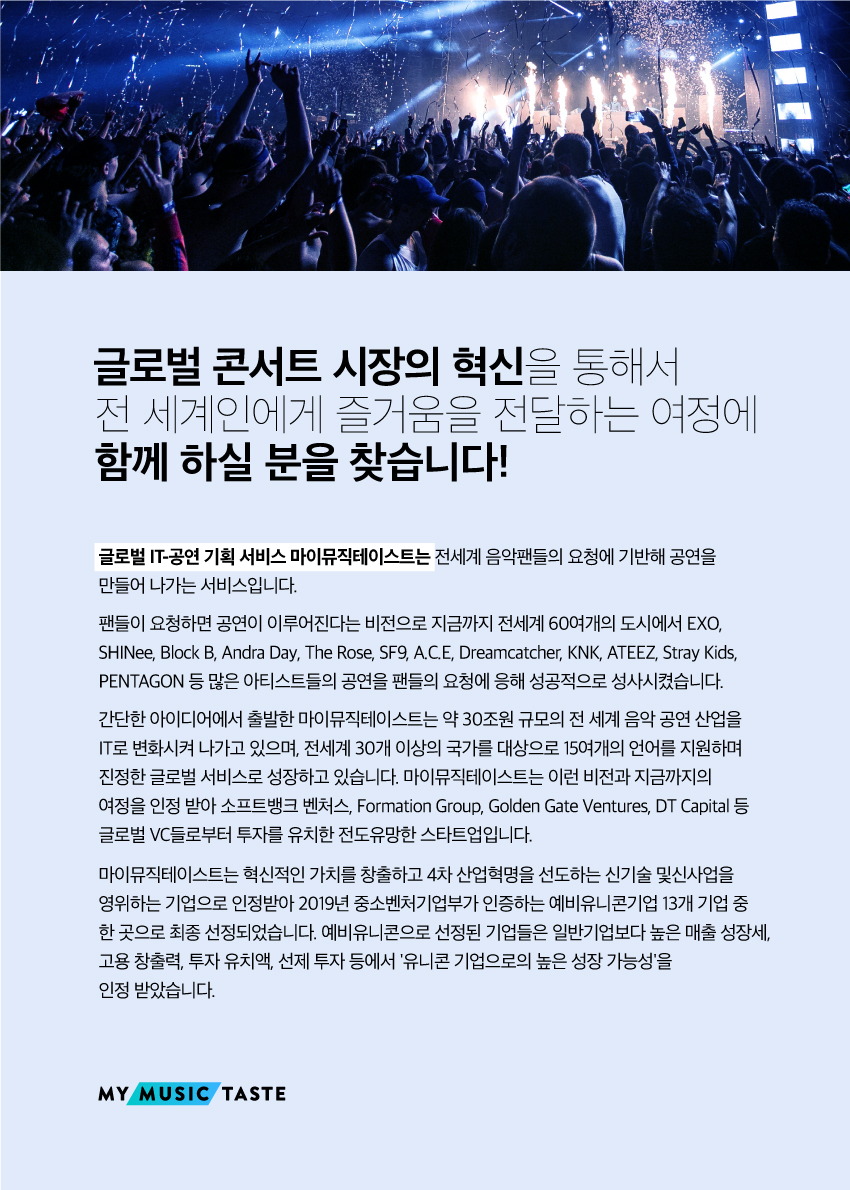 글로벌 콘서트 시장의 혁신을 통해서
전 세계인에게 즐거움을 전달하는 여정에
함께 하실 분을 찾습니다!
글로벌 IT-공연 기획 서비스 마이뮤직테이스트는 전세계 음악팬들의 요청에 기반해 공연을
만들어 나가는 서비스입니다.
팬들이 요청하면 공연이 이루어진다는 비전으로 지금까지 전세계 60여개의 도시에서 EXO,
SHINee, Block B, Andra Day, The Rose, SF9, A.C.E, Dreamcatcher, KNK, ATEEZ, Stray Kids,
PENTAGON 등 많은 아티스트들의 공연을 팬들의 요청에 응해 성공적으로 성사시켰습니다.
간단한 아이디어에서 출발한 마이뮤직테이스트는 약 30조원 규모의 전 세계 음악 공연 산업을
IT로 변화시켜 나가고 있으며, 전세계 30개 이상의 국가를 대상으로 15여개의 언어를 지원하며
진정한 글로벌 서비스로 성장하고 있습니다. 마이뮤직테이스트는 이런 비전과 지금까지의
여정을 인정 받아 소프트뱅크 벤처스, Formation Group, Golden Gate Ventures, DT Capital 등
글로벌 VC들로부터 투자를 유치한 전도유망한 스타트업입니다.
마이뮤직테이스트는 혁신적인 가치를 창출하고 4차 산업혁명을 선도하는 신기술 및신사업을
영위하는 기업으로 인정받아 2019년 중소벤처기업부가 인증하는 예비유니콘기업 13개 기업 중
한 곳으로 최종 선정되었습니다. 예비유니콘으로 선정된 기업들은 일반기업보다 높은 매출 성장세,
고용 창출력, 투자 유치액, 선제 투자 등에서 '유니콘 기업으로의 높은 성장 가능성'을
인정 받았습니다.
MY MUSIC TASTE